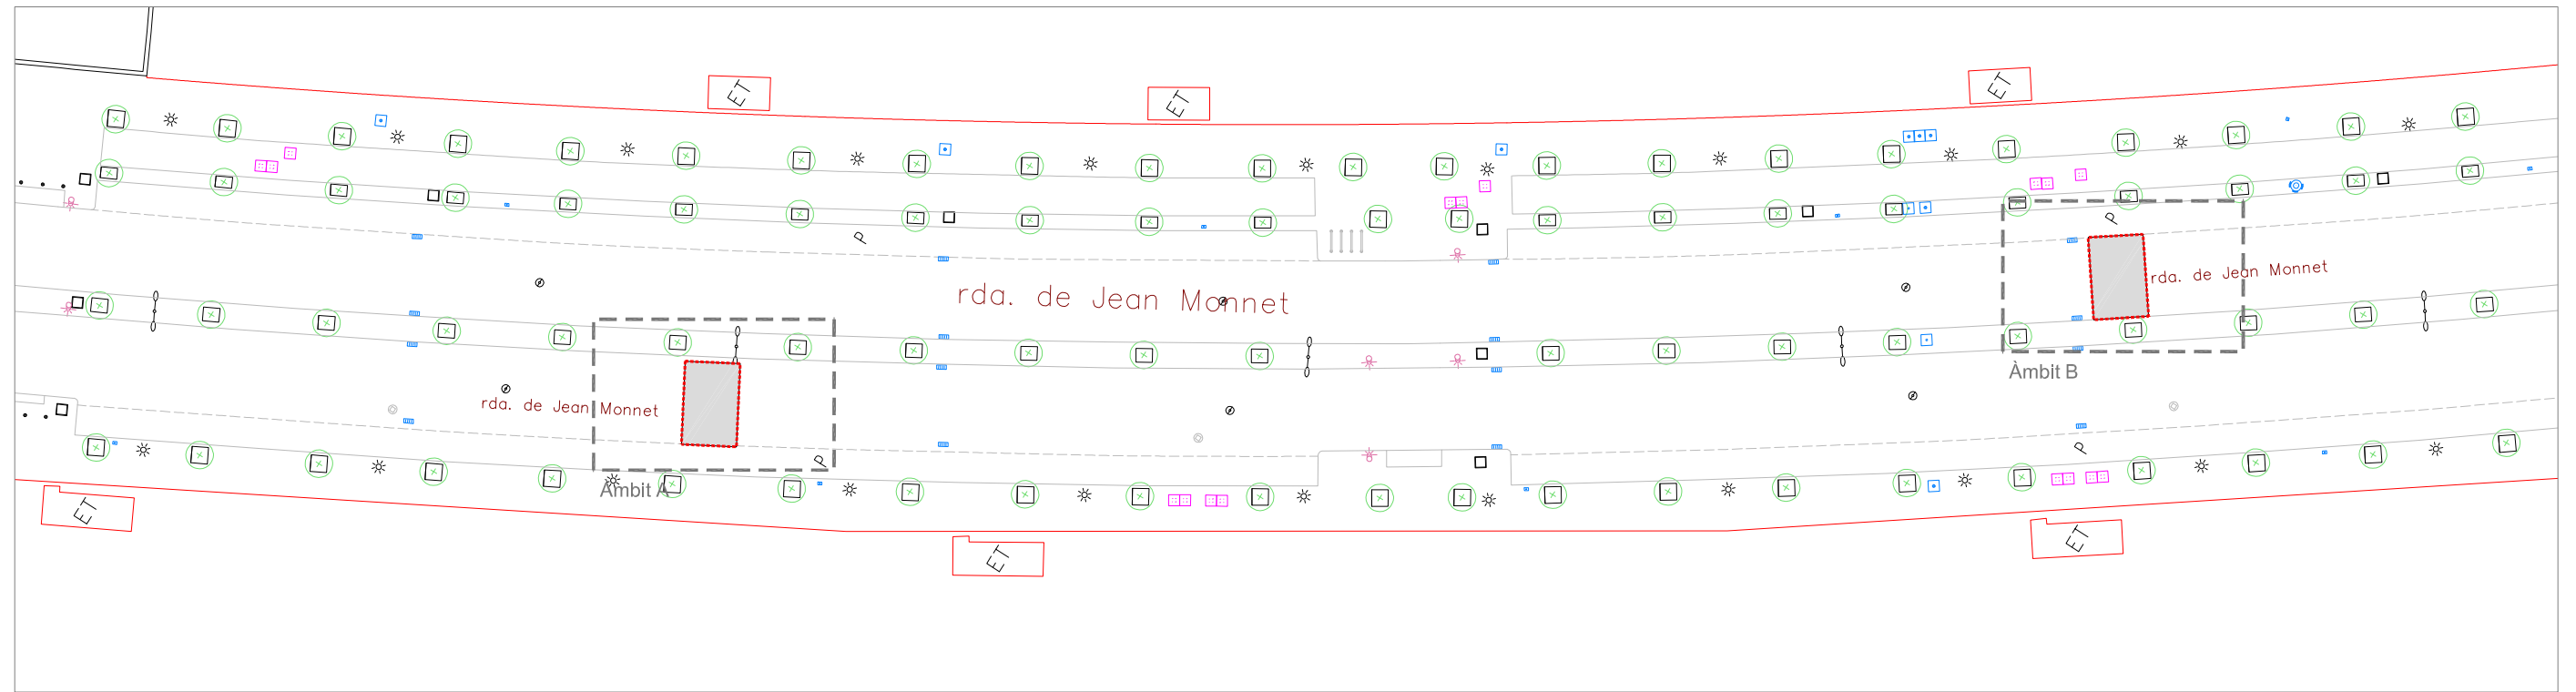 ET
ET
ET
P
P
rda. de Jean Monnet
rda. de Jean Monnet
Àmbit B
rda. de Jean Monnet
P
P
Àmbit A
ET
ET
ET